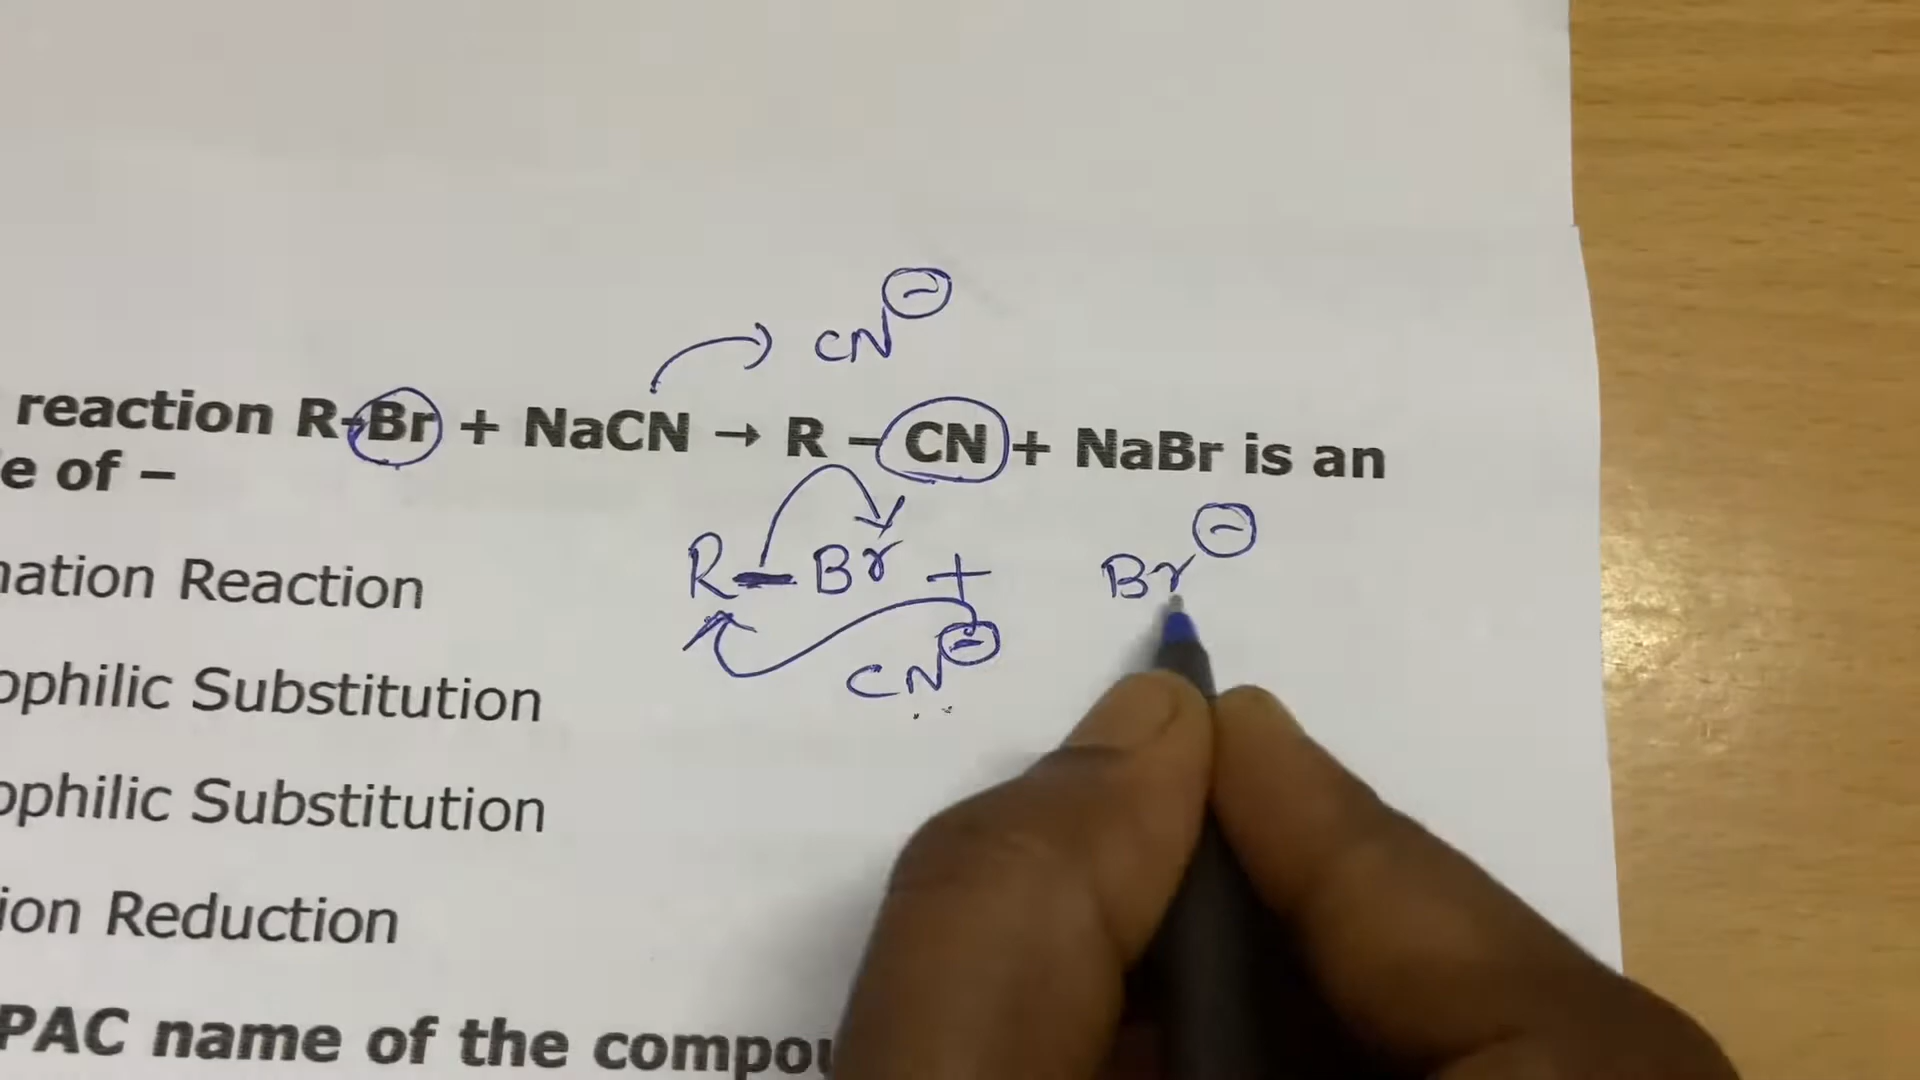 CN⊖
reaction R-Br + NaCN → R – CN + NaBr is an
e of –
R – Br + Br⊖
CN⊖
nation Reaction
ophilic Substitution
ophilic Substitution
ion Reduction
PAC name of the compou